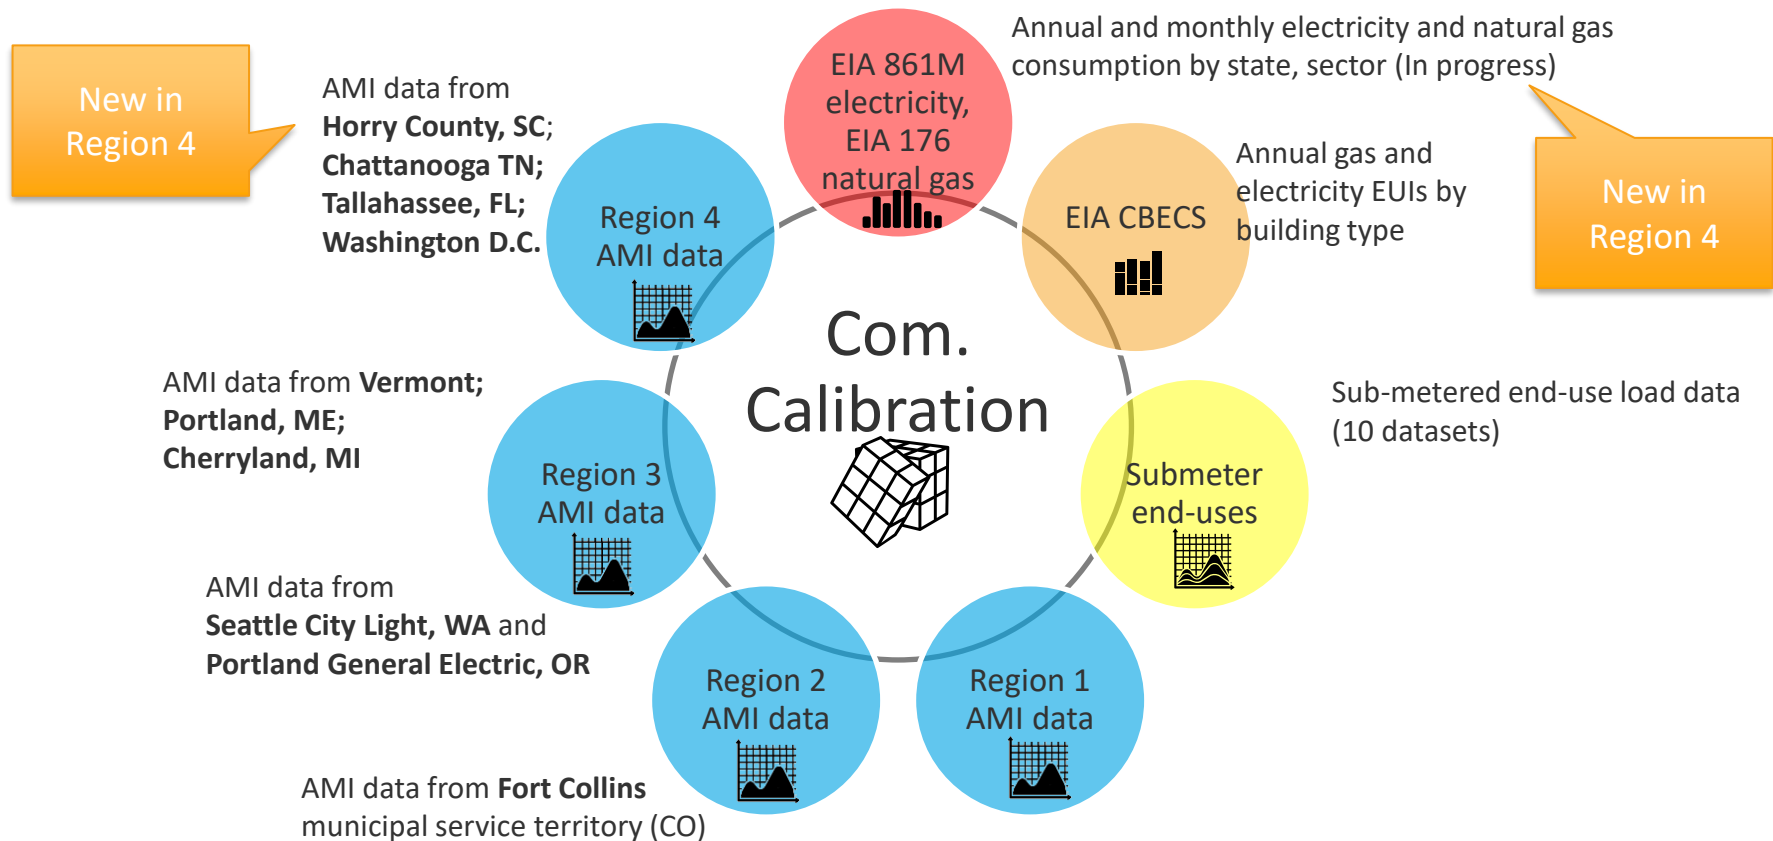 New in
Region 4
AMI data from
Horry County, SC;
Chattanooga TN;
Tallahassee, FL;
Washington D.C.
EIA 861M
electricity,
EIA 176
natural gas
Annual and monthly electricity and natural gas
consumption by state, sector (In progress)
New in
Region 4
EIA CBECS
Annual gas and
electricity EUIs by
building type
Region 4
AMI data
Com.
Calibration
AMI data from Vermont;
Portland, ME;
Cherryland, MI
Region 3
AMI data
Submeter
end-uses
Sub-metered end-use load data
(10 datasets)
AMI data from
Seattle City Light, WA and
Portland General Electric, OR
Region 2
AMI data
Region 1
AMI data
AMI data from Fort Collins
municipal service territory (CO)